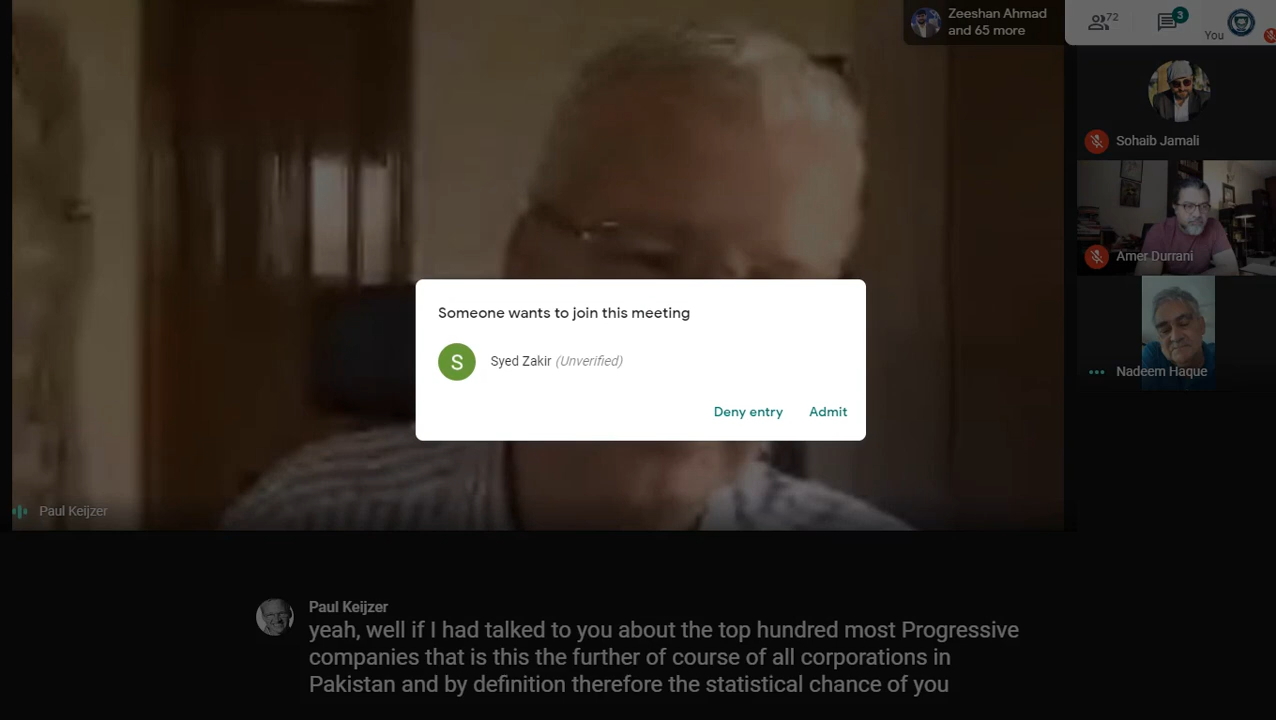 Zeeshan Ahmad
and 65 more
72
3
You
Sohaib Jamali
Amer Durrani
Someone wants to join this meeting
S
Syed Zakir (Unverified)
Nadeem Haque
Deny entry
Admit
Paul Keijzer
Paul Keijzer
yeah, well if I had talked to you about the top hundred most Progressive
companies that is this the further of course of all corporations in
Pakistan and by definition therefore the statistical chance of you